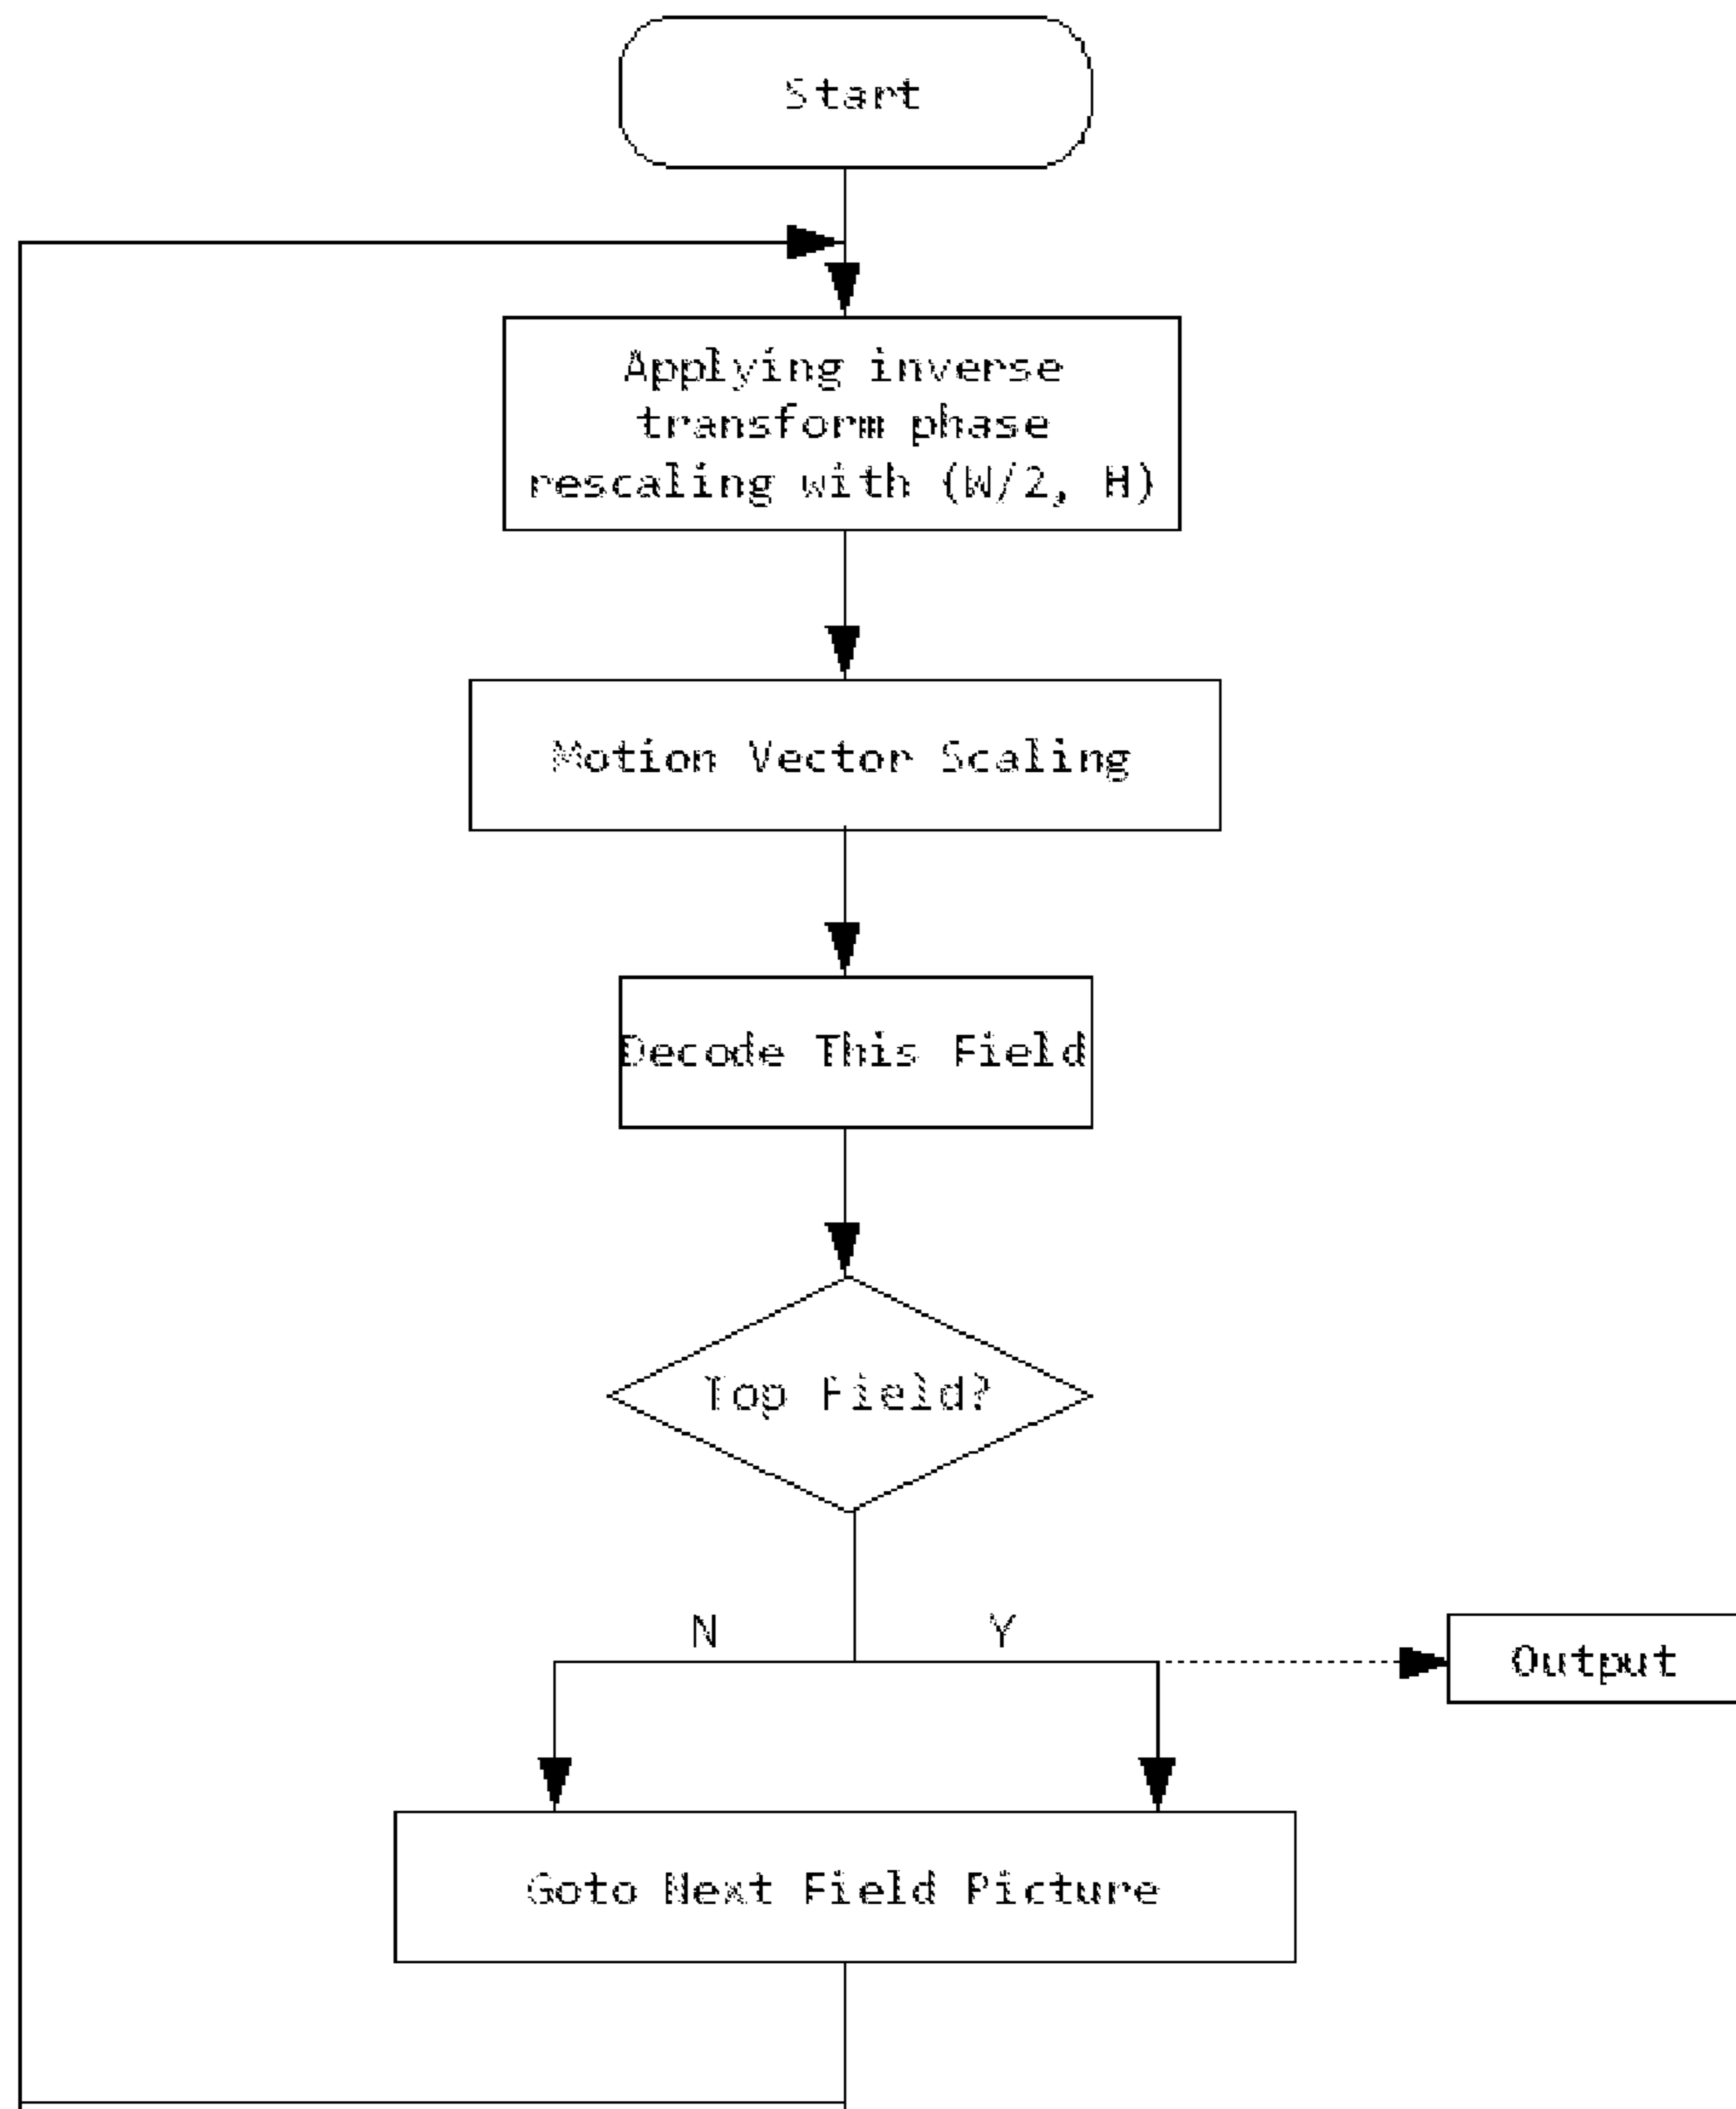 Start
Applying inverse
transform phase
rescaling with (W/2, H)
Motion Vector Scaling
Decode This Field
Top Field?
N
Y
Output
Goto Next Field Picture